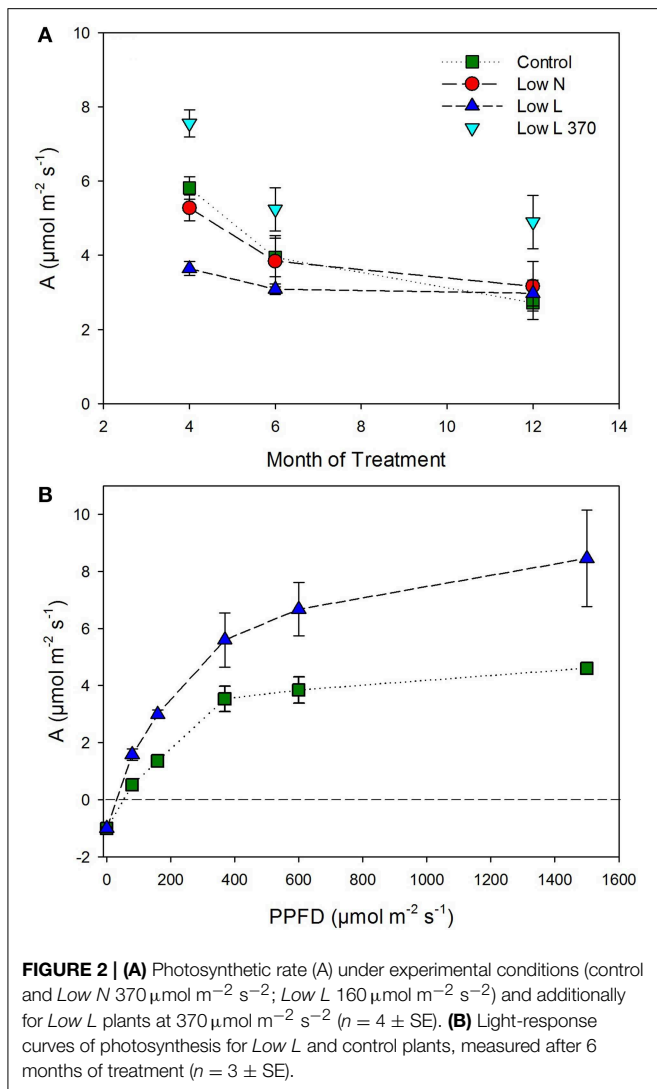 A
10
8
6
4
2
0
A (µmol m⁻² s⁻¹)
Control
Low N
Low L
Low L 370
2 4 6 8 10 12 14
Month of Treatment
B
10
8
6
4
2
0
-2
A (µmol m⁻² s⁻¹)
0 200 400 600 800 1000 1200 1400 1600
PPFD (µmol m⁻² s⁻¹)
FIGURE 2 | (A) Photosynthetic rate (A) under experimental conditions (control
and Low N 370 µmol m⁻² s⁻²; Low L 160 µmol m⁻² s⁻²) and additionally
for Low L plants at 370 µmol m⁻² s⁻² (n = 4 ± SE). (B) Light-response
curves of photosynthesis for Low L and control plants, measured after 6
months of treatment (n = 3 ± SE).